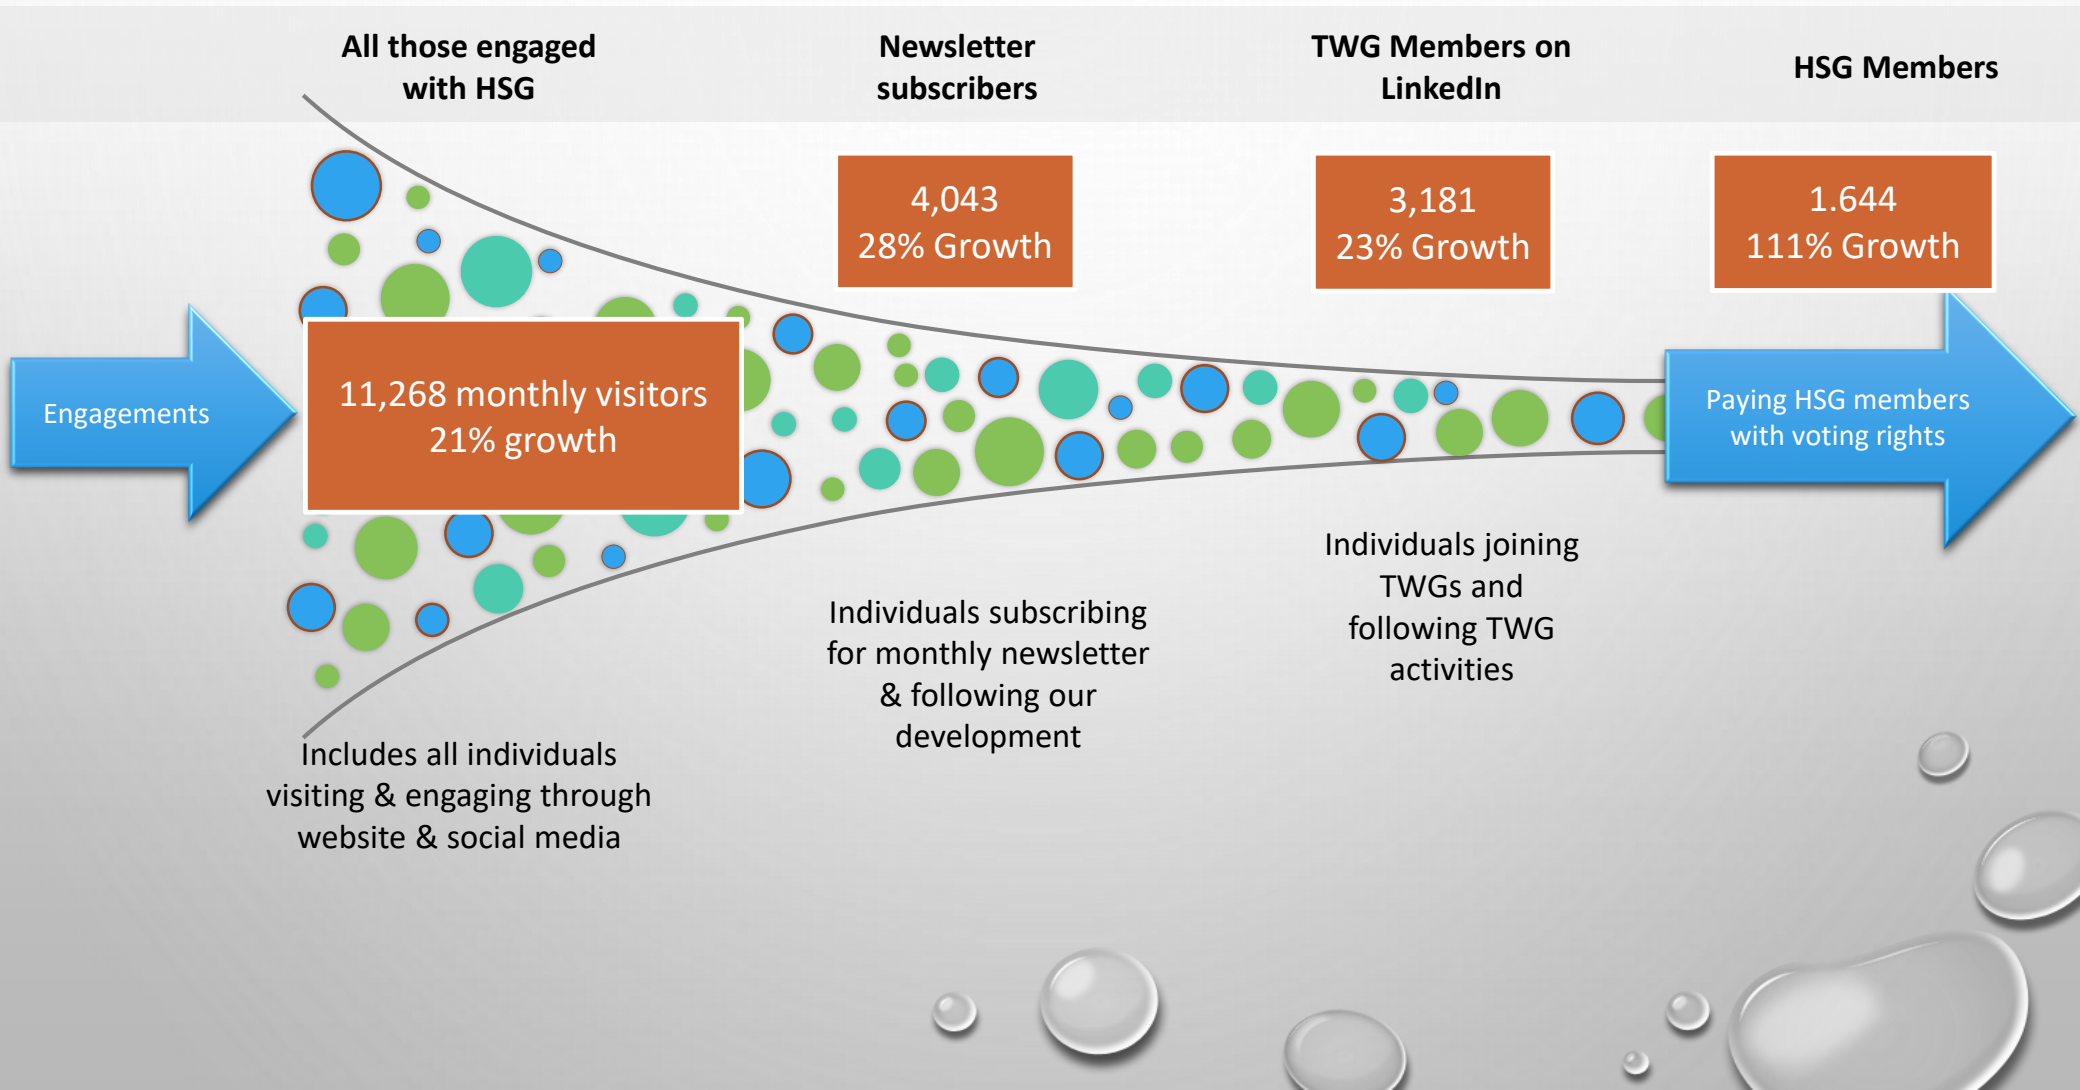 All those engaged
with HSG
Newsletter
subscribers
TWG Members on
LinkedIn
HSG Members
4,043
28% Growth
3,181
23% Growth
1.644
111% Growth
Engagements
11,268 monthly visitors
21% growth
Paying HSG members
with voting rights
Includes all individuals
visiting & engaging through
website & social media
Individuals subscribing
for monthly newsletter
& following our
development
Individuals joining
TWGs and
following TWG
activities